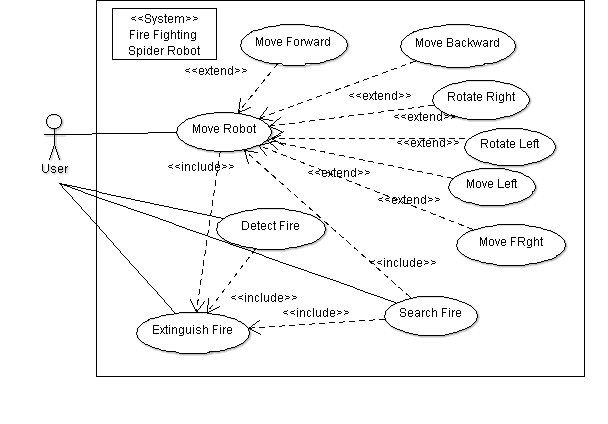 <<System>>
Fire Fighting
Spider Robot
Move Forward
Move Backward
<<extend>>
<<extend>>
Rotate Right
<<extend>>
Move Robot
<<extend>>
Rotate Left
User
<<include>>
<<extend>>
Move Left
<<extend>>
Detect Fire
Move FRght
<<include>>
<<include>>
<<include>>
Search Fire
Extinguish Fire